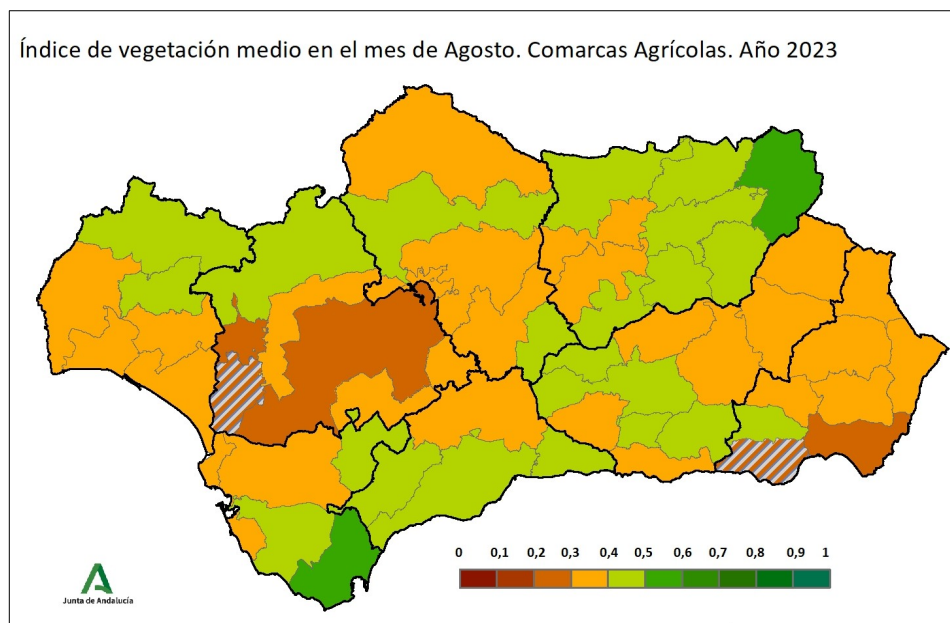 Índice de vegetación medio en el mes de Agosto. Comarcas Agrícolas. Año 2023
0 0,1 0,2 0,3 0,4 0,5 0,6 0,7 0,8 0,9 1
Junta de Andalucía